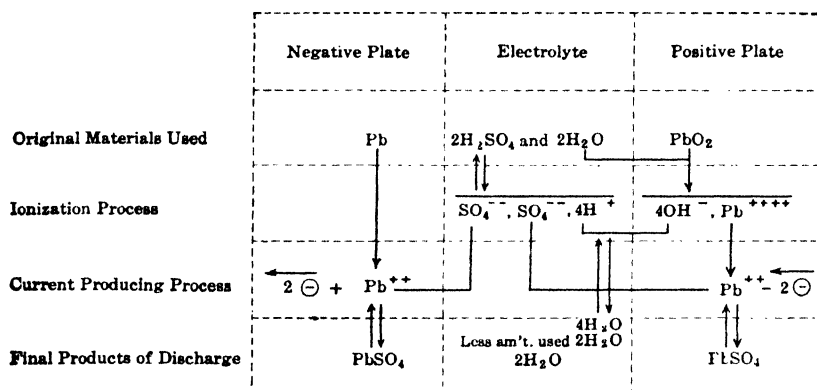 Negative Plate Electrolyte Positive Plate
Original Materials Used Pb 2H₂SO₄ and 2H₂O PbO₂
Ionization Process SO₄⁻⁻, SO₄⁻⁻, 4H⁺ 4OH⁻, Pb⁺⁺⁺⁺
Current Producing Process 2 ⊖ + Pb⁺⁺ Pb⁺⁺ − 2 ⊖
4H₂O
Less am't. used 2H₂O
Final Products of Discharge PbSO₄ 2H₂O PbSO₄